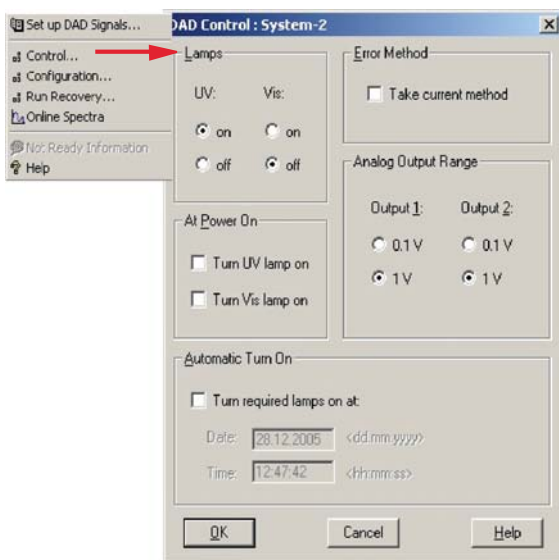 Set up DAD Signals...
Control...
Configuration...
Run Recovery...
Online Spectra
Not Ready Information
Help
DAD Control : System-2
Lamps
UV: Vis:
on on
off off
Error Method
Take current method
Analog Output Range
Output 1: Output 2:
0.1 V 0.1 V
1 V 1 V
At Power On
Turn UV lamp on
Turn Vis lamp on
Automatic Turn On
Turn required lamps on at:
Date: 28.12.2005 <dd:mm:yyyy>
Time: 12:47:42 <hh:mm:ss>
OK Cancel Help